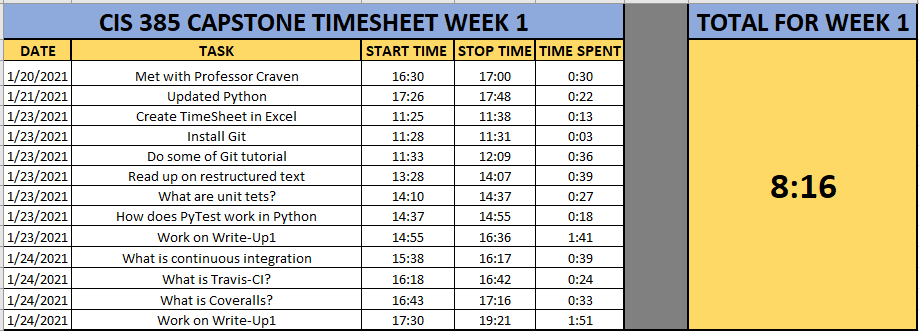 CIS 385 CAPSTONE TIMESHEET WEEK 1 TOTAL FOR WEEK 1
DATE TASK START TIME STOP TIME TIME SPENT
1/20/2021 Met with Professor Craven 16:30 17:00 0:30
1/21/2021 Updated Python 17:26 17:48 0:22
1/23/2021 Create TimeSheet in Excel 11:25 11:38 0:13
1/23/2021 Install Git 11:28 11:31 0:03
1/23/2021 Do some of Git tutorial 11:33 12:09 0:36
1/23/2021 Read up on restructured text 13:28 14:07 0:39
1/23/2021 What are unit tets? 14:10 14:37 0:27
1/23/2021 How does PyTest work in Python 14:37 14:55 0:18
1/23/2021 Work on Write-Up1 14:55 16:36 1:41
1/24/2021 What is continuous integration 15:38 16:17 0:39
1/24/2021 What is Travis-CI? 16:18 16:42 0:24
1/24/2021 What is Coveralls? 16:43 17:16 0:33
1/24/2021 Work on Write-Up1 17:30 19:21 1:51
8:16